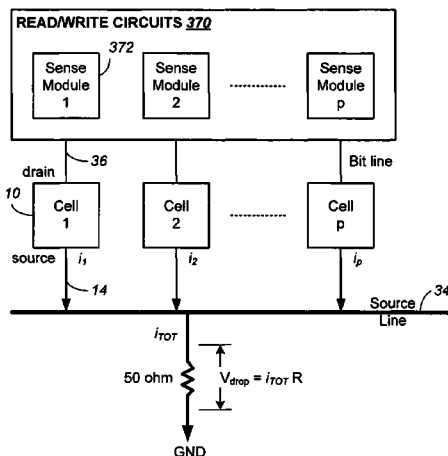 READ/WRITE CIRCUITS 370
372
Sense
Module
1
Sense
Module
2
Sense
Module
p
36
drain
Bit line
10
Cell
1
Cell
2
Cell
p
source
i1
i2
ip
14
Source
Line
34
iTOT
50 ohm
Vdrop = iTOT R
GND